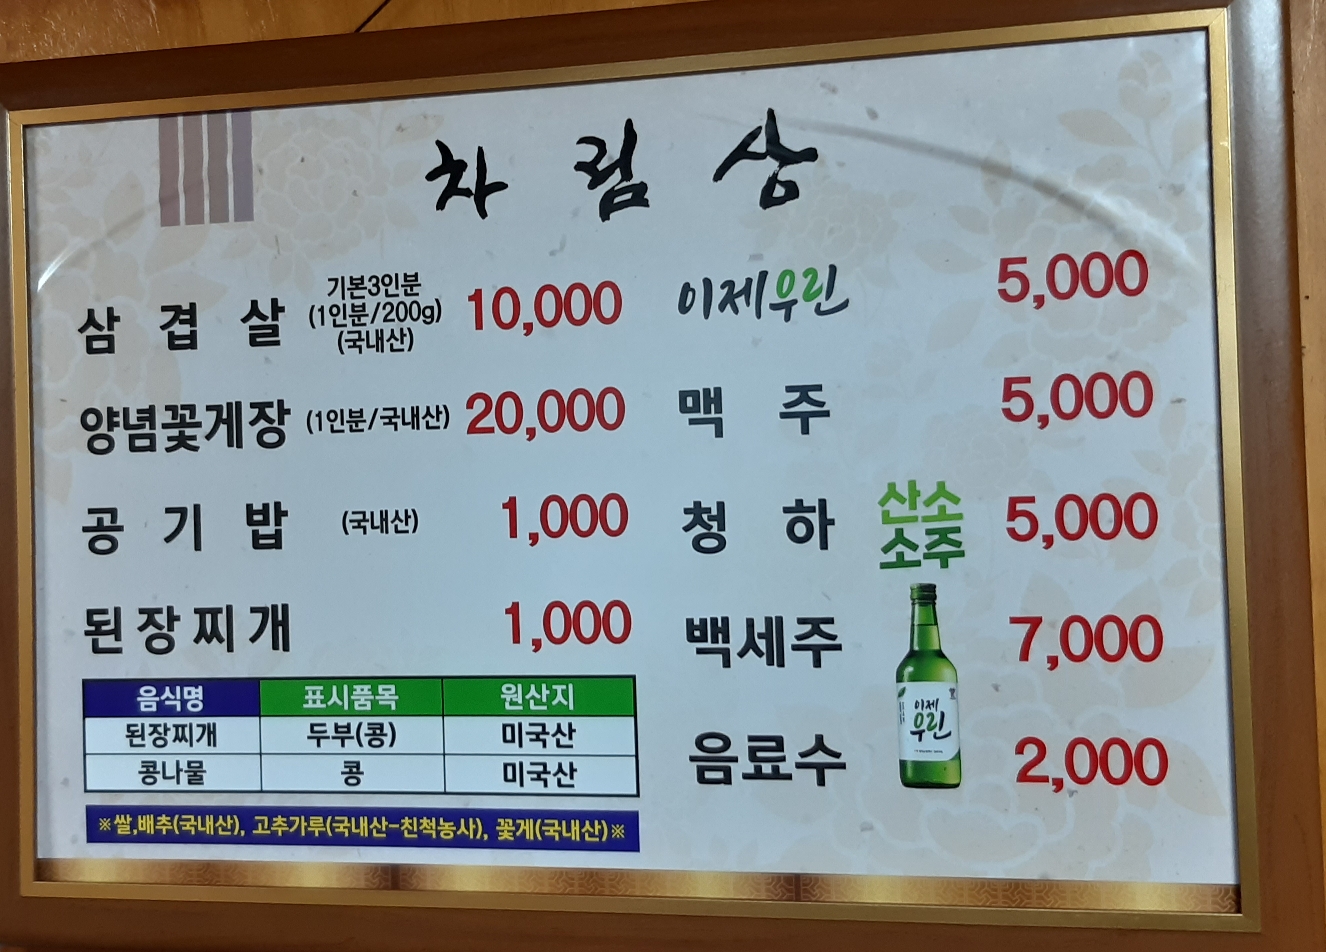 차림상
삼겹살 기본3인분 (1인분/200g) (국내산) 10,000
양념꽃게장 (1인분/국내산) 20,000
공기밥 (국내산) 1,000
된장찌개 1,000
이제우린 5,000
맥주 5,000
청하 5,000
백세주 7,000
음료수 2,000
산소
소주
이제
우린
음식명 표시품목 원산지
된장찌개 두부(콩) 미국산
콩나물 콩 미국산
※쌀,배추(국내산), 고추가루(국내산-친척농사), 꽃게(국내산)※